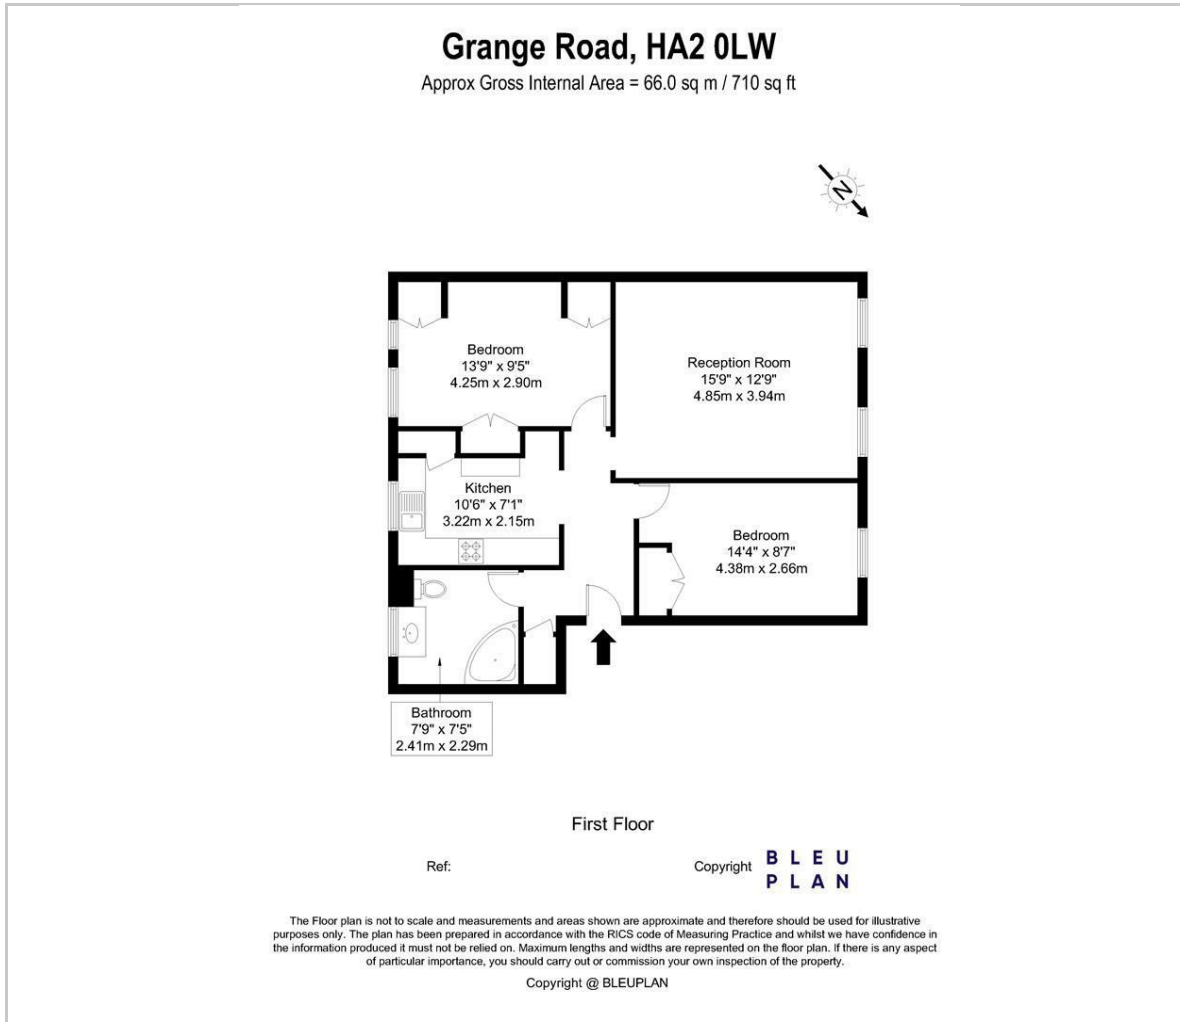 Grange Road, HA2 0LW
Approx Gross Internal Area = 66.0 sq m / 710 sq ft
N
Bedroom
13'9" x 9'5"
4.25m x 2.90m
Reception Room
15'9" x 12'9"
4.85m x 3.94m
Kitchen
10'6" x 7'1"
3.22m x 2.15m
Bedroom
14'4" x 8'7"
4.38m x 2.66m
Bathroom
7'9" x 7'5"
2.41m x 2.29m
First Floor
Ref:
Copyright
BLEU
PLAN
The Floor plan is not to scale and measurements and areas shown are approximate and therefore should be used for illustrative
purposes only. The plan has been prepared in accordance with the RICS code of Measuring Practice and whilst we have confidence in
the information produced it must not be relied on. Maximum lengths and widths are represented on the floor plan. If there is any aspect
of particular importance, you should carry out or commission your own inspection of the property.
Copyright @ BLEUPLAN